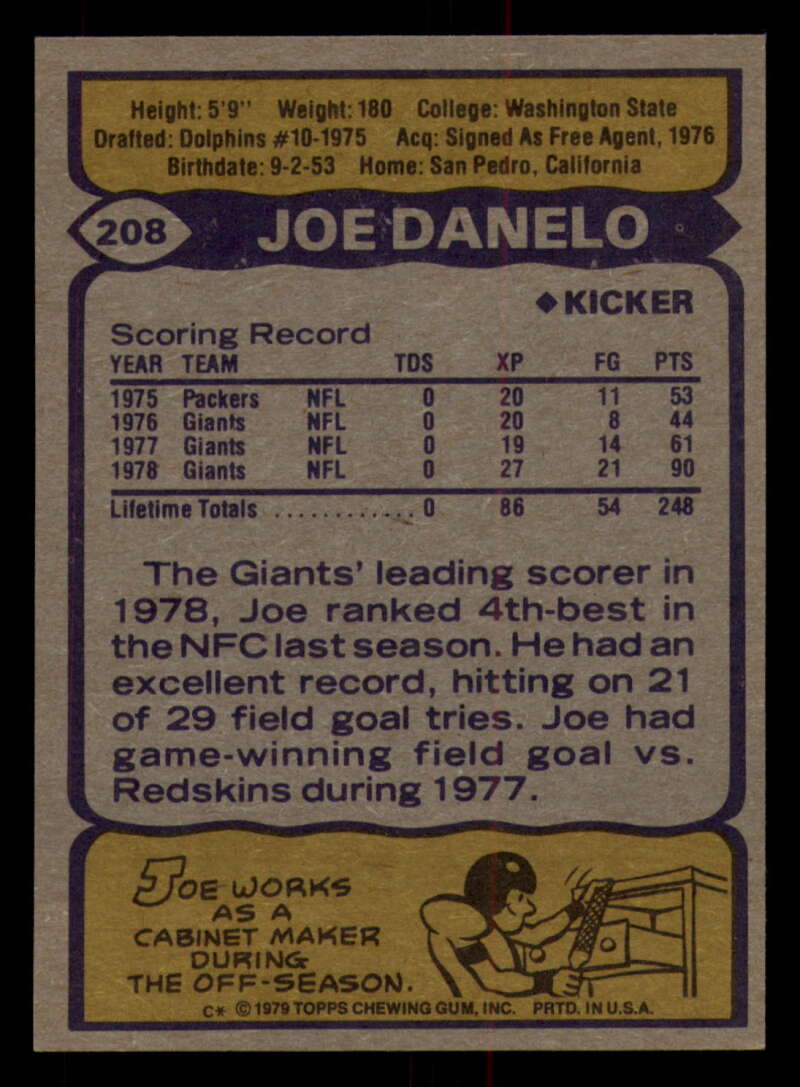 Height: 5'9" Weight: 180 College: Washington State
Drafted: Dolphins #10-1975 Acq: Signed As Free Agent, 1976
Birthdate: 9-2-53 Home: San Pedro, California
208 JOE DANELO
◆ KICKER
Scoring Record
YEAR TEAM TDS XP FG PTS
1975 Packers NFL 0 20 11 53
1976 Giants NFL 0 20 8 44
1977 Giants NFL 0 19 14 61
1978 Giants NFL 0 27 21 90
Lifetime Totals ............. 0 86 54 248
The Giants' leading scorer in
1978, Joe ranked 4th-best in
the NFC last season. He had an
excellent record, hitting on 21
of 29 field goal tries. Joe had
game-winning field goal vs.
Redskins during 1977.
JOE WORKS
AS A
CABINET MAKER
DURING
THE OFF-SEASON.
C* © 1979 TOPPS CHEWING GUM, INC. PRTD. IN U.S.A.